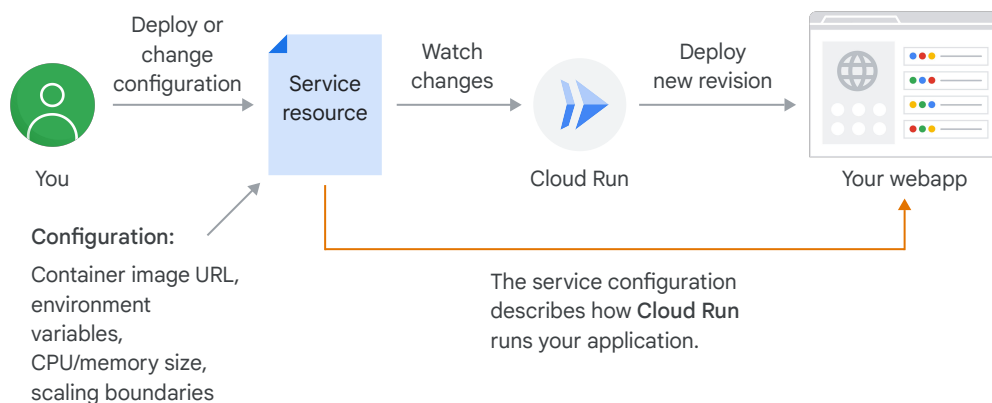 Deploy or
change
configuration
Service
resource
Watch
changes
Deploy
new revision
You
Cloud Run
Your webapp
Configuration:
Container image URL,
environment
variables,
CPU/memory size,
scaling boundaries
The service configuration
describes how Cloud Run
runs your application.